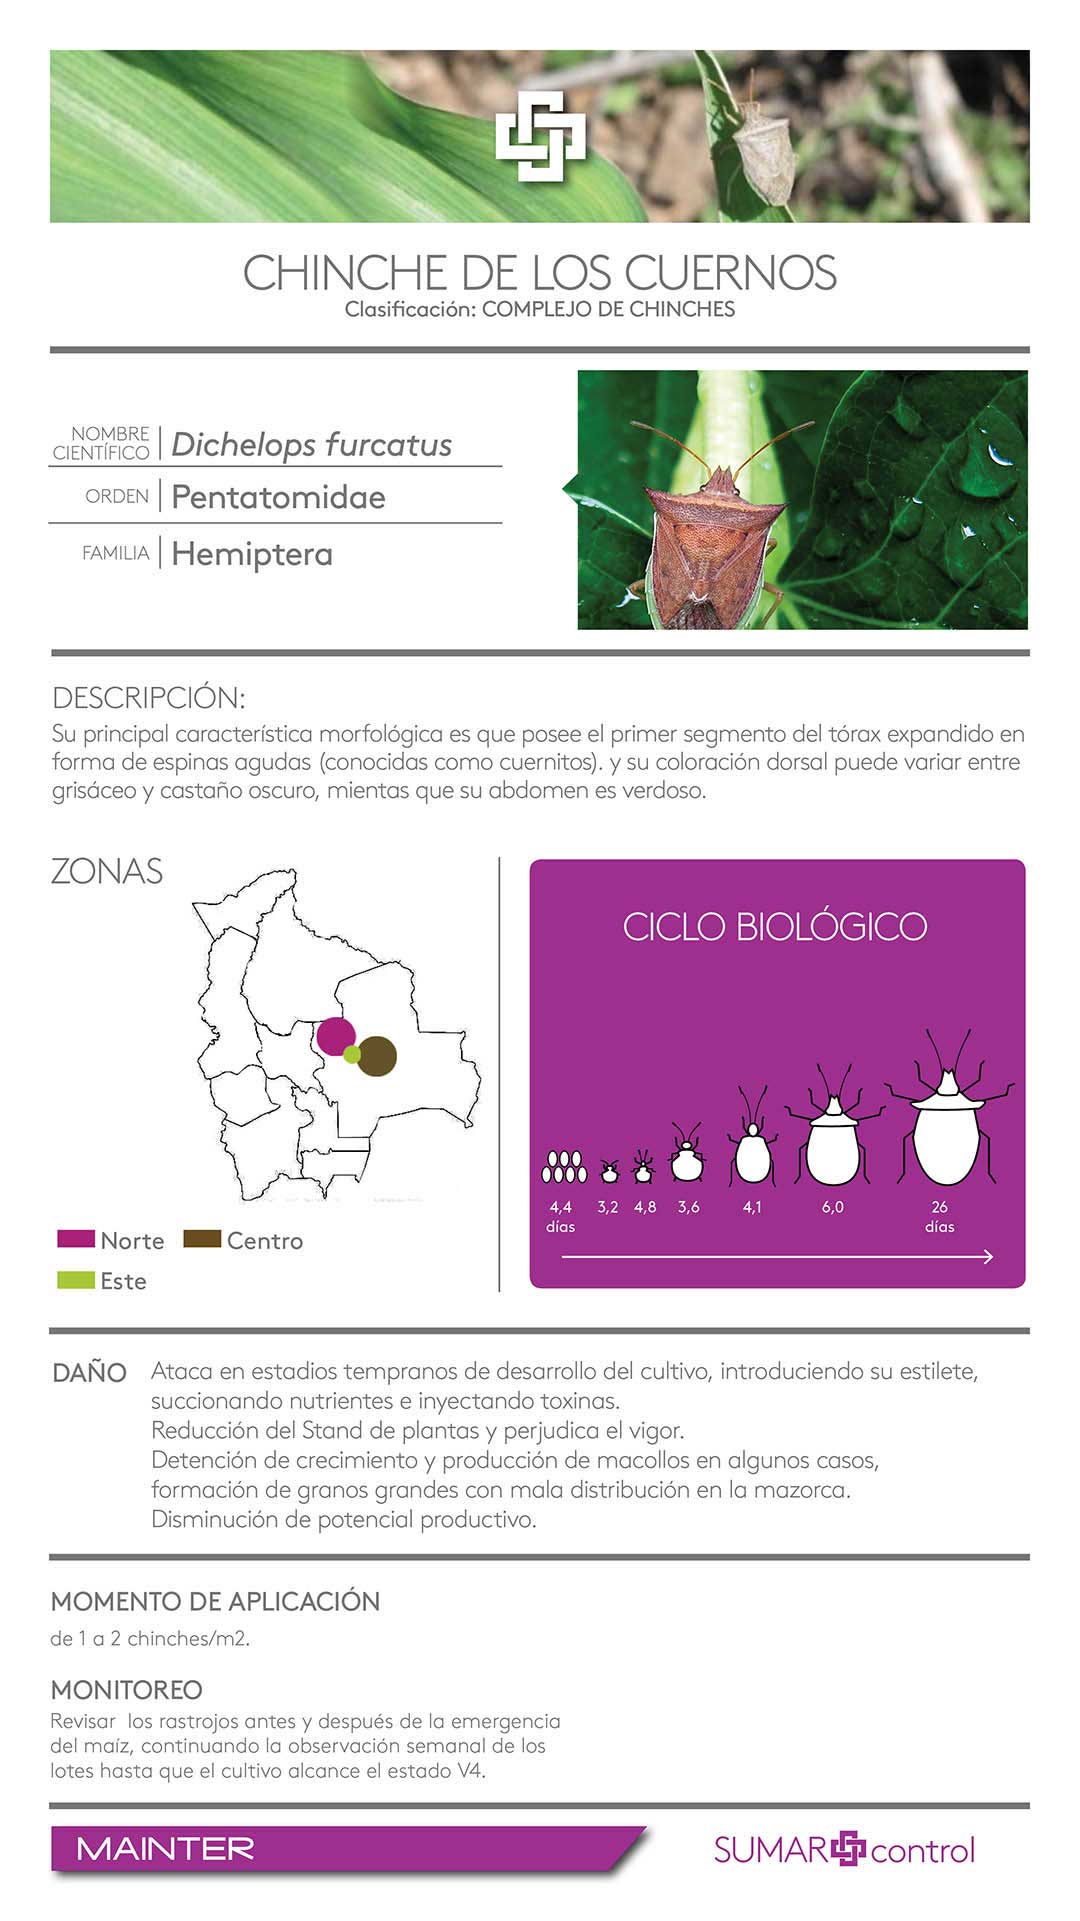 CHINCHE DE LOS CUERNOS
Clasificación: COMPLEJO DE CHINCHES
NOMBRE
CIENTÍFICO
Dichelops furcatus
ORDEN
Pentatomidae
FAMILIA
Hemiptera
DESCRIPCIÓN:
Su principal característica morfológica es que posee el primer segmento del tórax expandido en
forma de espinas agudas (conocidas como cuernitos). y su coloración dorsal puede variar entre
grisáceo y castaño oscuro, mientas que su abdomen es verdoso.
ZONAS
Norte
Centro
Este
CICLO BIOLÓGICO
4,4 3,2 4,8 3,6 4,1 6,0 26
días días
DAÑO
Ataca en estadios tempranos de desarrollo del cultivo, introduciendo su estilete,
succionando nutrientes e inyectando toxinas.
Reducción del Stand de plantas y perjudica el vigor.
Detención de crecimiento y producción de macollos en algunos casos,
formación de granos grandes con mala distribución en la mazorca.
Disminución de potencial productivo.
MOMENTO DE APLICACIÓN
de 1 a 2 chinches/m2.
MONITOREO
Revisar los rastrojos antes y después de la emergencia
del maíz, continuando la observación semanal de los
lotes hasta que el cultivo alcance el estado V4.
MAINTER
SUMAR control